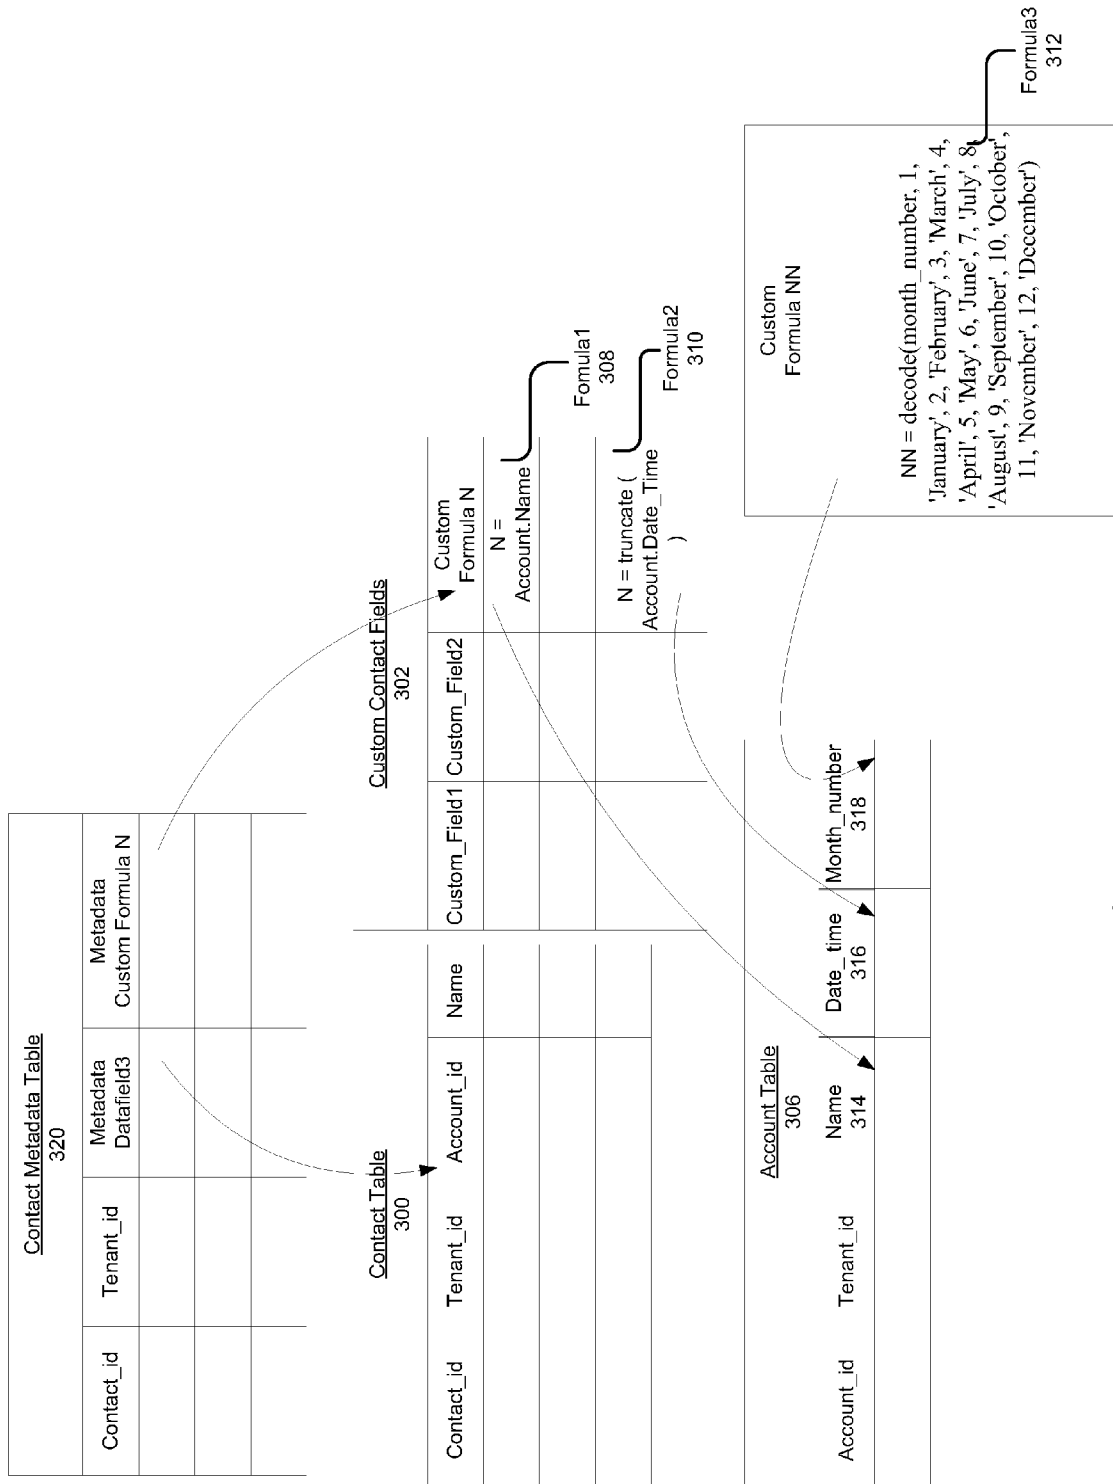 Contact Metadata Table
320
Contact_id
Tenant_id
Metadata
Datafield3
Metadata
Custom Formula N
Contact Table
300
Custom Contact Fields
302
Contact_id
Tenant_id
Account_id
Name
Custom_Field1
Custom_Field2
Custom
Formula N
N =
Account.Name
Fomula1
308
N = truncate (
Account.Date_Time
)
Formula2
310
Account Table
306
Account_id
Tenant_id
Name
314
Date_time
316
Month_number
318
Custom
Formula NN
NN = decode(month_number, 1,
'January', 2, 'February', 3, 'March', 4,
'April', 5, 'May', 6, 'June', 7, 'July', 8,
'August', 9, 'September', 10, 'October',
11, 'November', 12, 'December')
Formula3
312